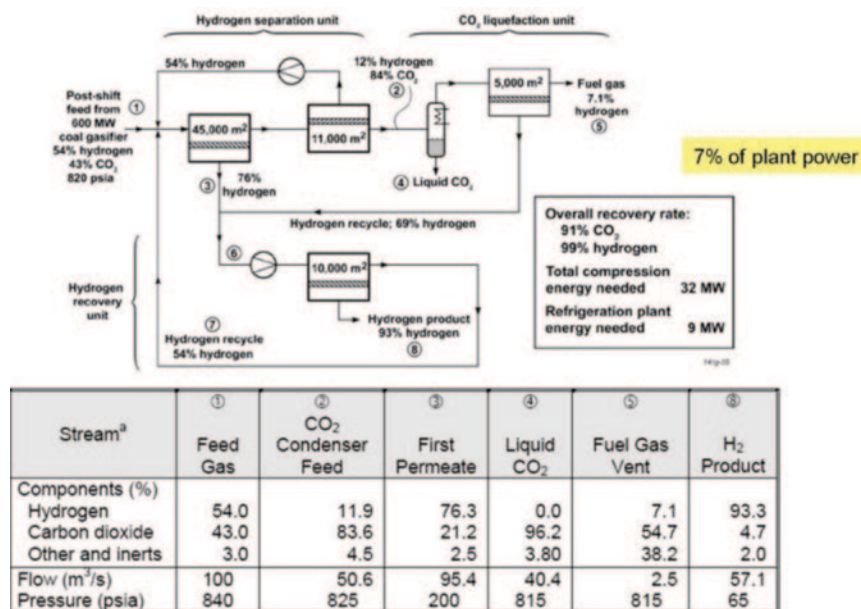 Hydrogen separation unit
CO₂ liquefaction unit
54% hydrogen
12% hydrogen
84% CO₂
②
Post-shift
feed from
600 MW
coal gasifier
54% hydrogen
43% CO₂
820 psia
①
45,000 m²
11,000 m²
5,000 m²
Fuel gas
7.1%
hydrogen
⑤
7% of plant power
③
76%
hydrogen
④ Liquid CO₂
Hydrogen recycle; 69% hydrogen
⑥
10,000 m²
Hydrogen
recovery
unit
⑦
Hydrogen recycle
54% hydrogen
Hydrogen product
93% hydrogen
⑧
Overall recovery rate:
91% CO₂
99% hydrogen
Total compression
energy needed 32 MW
Refrigeration plant
energy needed 9 MW
Streamᵃ
① Feed Gas
② CO₂ Condenser Feed
③ First Permeate
④ Liquid CO₂
⑤ Fuel Gas Vent
⑧ H₂ Product
Components (%)
Hydrogen 54.0 11.9 76.3 0.0 7.1 93.3
Carbon dioxide 43.0 83.6 21.2 96.2 54.7 4.7
Other and inerts 3.0 4.5 2.5 3.80 38.2 2.0
Flow (m³/s) 100 50.6 95.4 40.4 2.5 57.1
Pressure (psia) 840 825 200 815 815 65